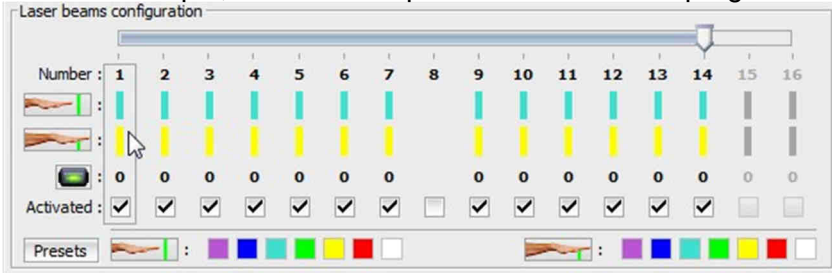 Laser beams configuration
Number : 1 2 3 4 5 6 7 8 9 10 11 12 13 14 15 16
:
:
: 0 0 0 0 0 0 0 0 0 0 0 0 0 0 0
Activated :
Presets : :